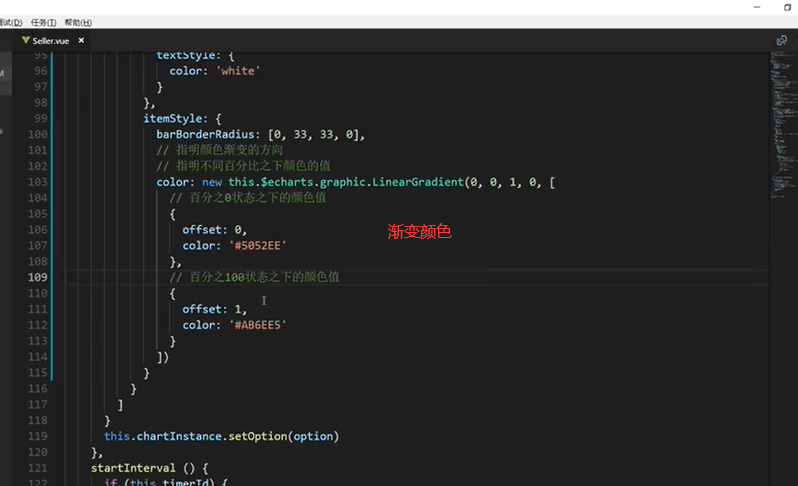 任务(T) 帮助(H)
Seller.vue ×
95 textStyle: {
96 color: 'white'
97 }
98 },
99 itemStyle: {
100 barBorderRadius: [0, 33, 33, 0],
101 // 指明颜色渐变的方向
102 // 指明不同百分比之下颜色的值
103 color: new this.$echarts.graphic.LinearGradient(0, 0, 1, 0, [
104 // 百分之0状态之下的颜色值
105 {
106 offset: 0,
渐变颜色
107 color: '#5052EE'
108 },
109 // 百分之100状态之下的颜色值
110 {
111 offset: 1,
112 color: '#AB6EE5'
113 }
114 ])
115 }
116 }
117 ]
118 }
119 this.chartInstance.setOption(option)
120 },
121 startInterval () {
122 if (this.timerId) {